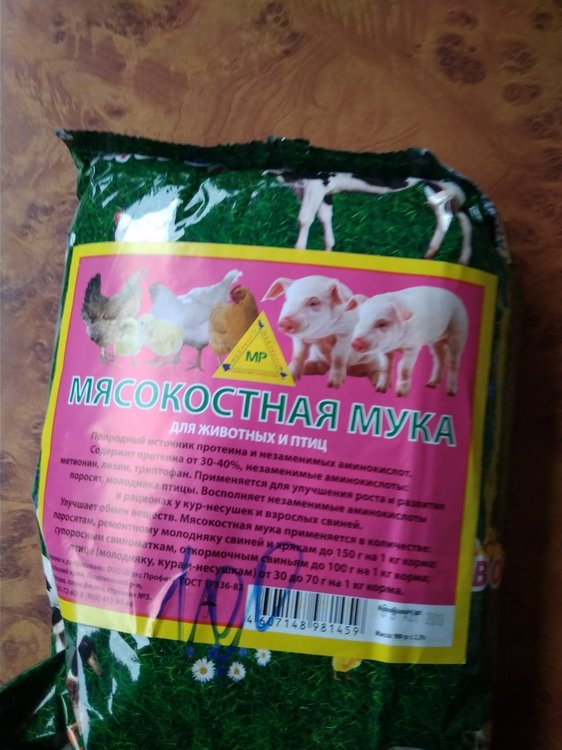 МР
МЯСОКОСТНАЯ МУКА
ДЛЯ ЖИВОТНЫХ И ПТИЦ
Природный источник протеина и незаменимых аминокислот.
Содержит протеина от 30-40%, незаменимые аминокислоты:
метионин, лизин, триптофан. Применяется для улучшения роста и развития
поросят, молодняка птицы. Восполняет незаменимые аминокислоты
в рационах у кур-несушек и взрослых свиней.
Улучшает обмен веществ. Мясокостная мука применяется в количестве:
поросятам, ремонтному молодняку свиней и хрякам до 150 г на 1 кг корма;
супоросным свиноматкам, откормочным свиньям до 100 г на 1 кг корма;
птице (молодняку, курам-несушкам) от 30 до 70 г на 1 кг корма.
ГОСТ 17536-82
4607148981459